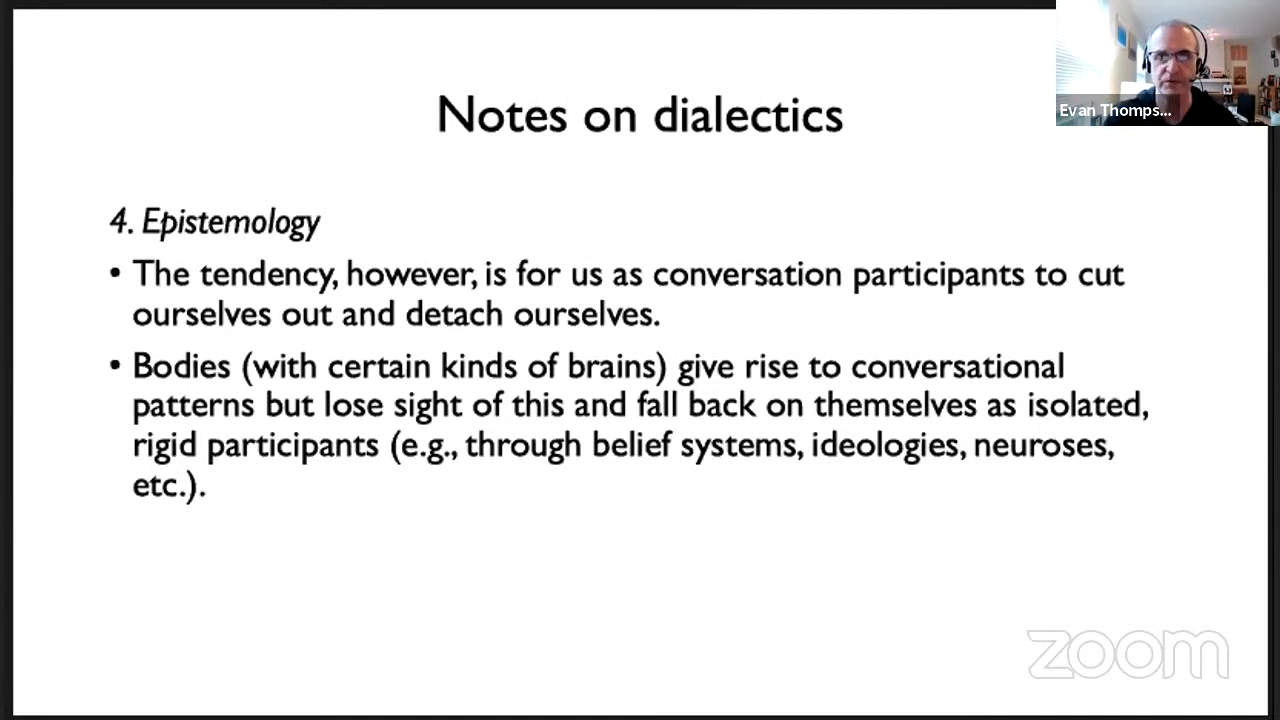 Notes on dialectics
Evan Thomps...
4. Epistemology
• The tendency, however, is for us as conversation participants to cut
ourselves out and detach ourselves.
• Bodies (with certain kinds of brains) give rise to conversational
patterns but lose sight of this and fall back on themselves as isolated,
rigid participants (e.g., through belief systems, ideologies, neuroses,
etc.).
zoom